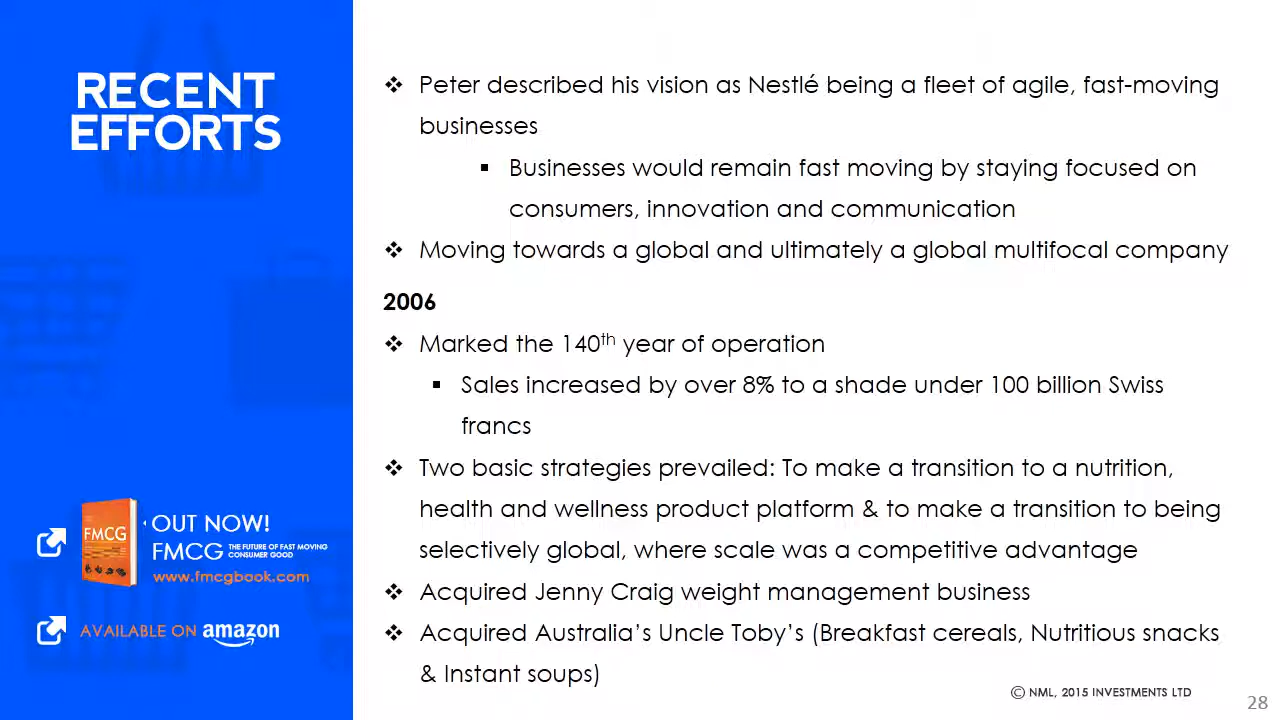 RECENT
EFFORTS
❖ Peter described his vision as Nestlé being a fleet of agile, fast-moving
businesses
▪ Businesses would remain fast moving by staying focused on
consumers, innovation and communication
❖ Moving towards a global and ultimately a global multifocal company
2006
❖ Marked the 140th year of operation
▪ Sales increased by over 8% to a shade under 100 billion Swiss
francs
❖ Two basic strategies prevailed: To make a transition to a nutrition,
health and wellness product platform & to make a transition to being
selectively global, where scale was a competitive advantage
❖ Acquired Jenny Craig weight management business
❖ Acquired Australia’s Uncle Toby’s (Breakfast cereals, Nutritious snacks
& Instant soups)
FMCG
OUT NOW!
FMCG THE FUTURE OF FAST MOVING
CONSUMER GOOD
www.fmcgbook.com
AVAILABLE ON amazon
© NML, 2015 INVESTMENTS LTD
28